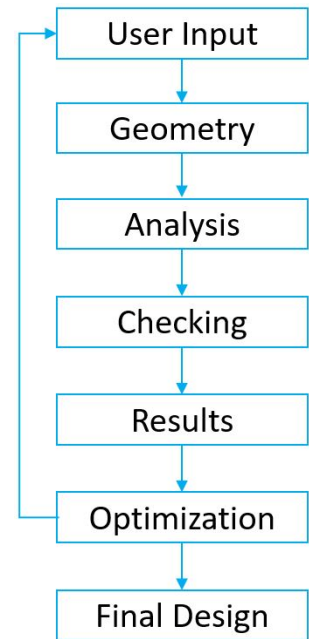 User Input
Geometry
Analysis
Checking
Results
Optimization
Final Design